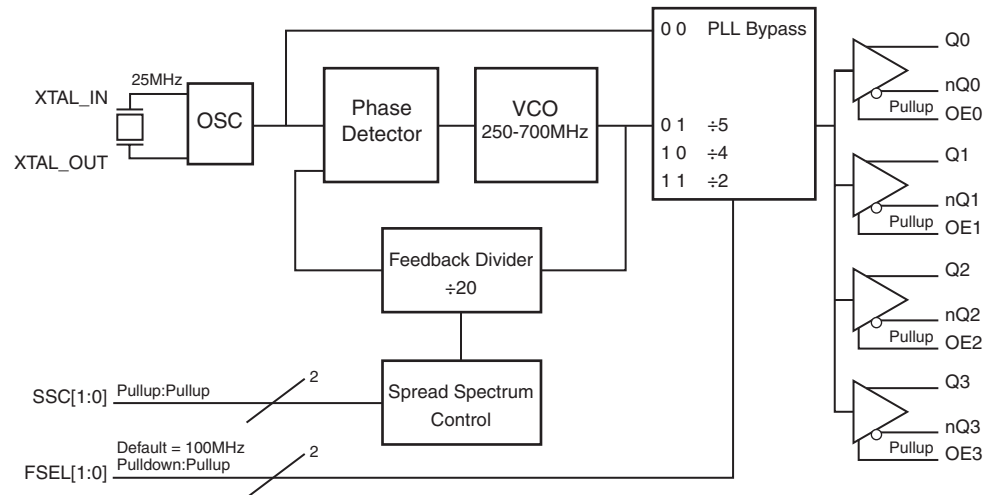 XTAL_IN
25MHz
XTAL_OUT
OSC
Phase
Detector
VCO
250-700MHz
0 0 PLL Bypass
0 1 ÷5
1 0 ÷4
1 1 ÷2
Feedback Divider
÷20
Spread Spectrum
Control
SSC[1:0] Pullup:Pullup 2
Default = 100MHz
FSEL[1:0] Pulldown:Pullup 2
Q0
nQ0
Pullup OE0
Q1
nQ1
Pullup OE1
Q2
nQ2
Pullup OE2
Q3
nQ3
Pullup OE3